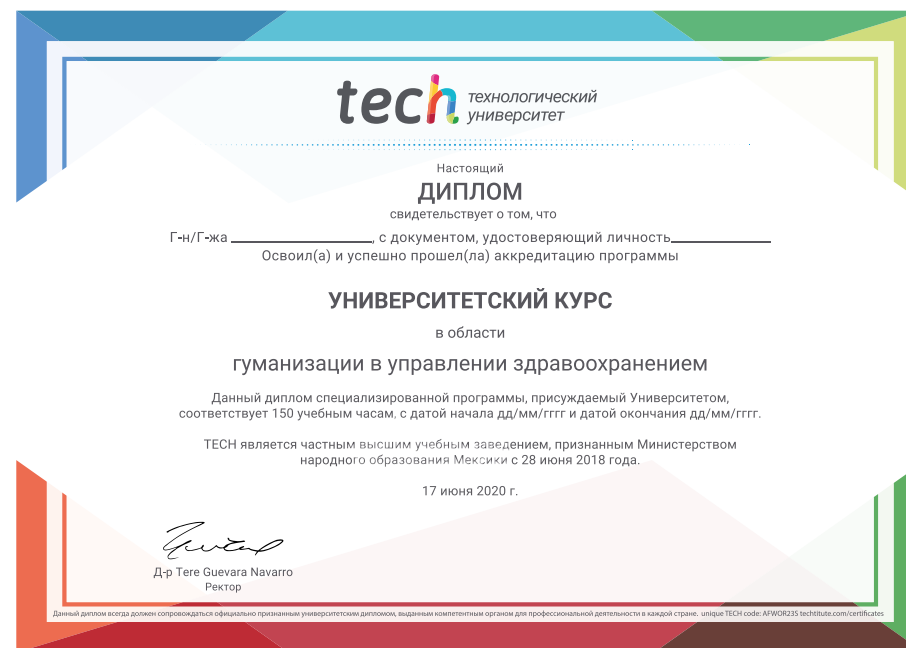 tech технологический
университет
Настоящий
ДИПЛОМ
свидетельствует о том, что
Г-н/Г-жа ____________________, с документом, удостоверяющий личность______________
Освоил(а) и успешно прошел(ла) аккредитацию программы
УНИВЕРСИТЕТСКИЙ КУРС
в области
гуманизации в управлении здравоохранением
Данный диплом специализированной программы, присуждаемый Университетом,
соответствует 150 учебным часам, с датой начала дд/мм/гггг и датой окончания дд/мм/гггг.
TECH является частным высшим учебным заведением, признанным Министерством
народного образования Мексики с 28 июня 2018 года.
17 июня 2020 г.
Д-р Tere Guevara Navarro
Ректор
Данный диплом всегда должен сопровождаться официально признанным университетским дипломом, выданным компетентным органом для профессиональной деятельности в каждой стране. unique TECH code: AFWOR23S techtitute.com/certificates